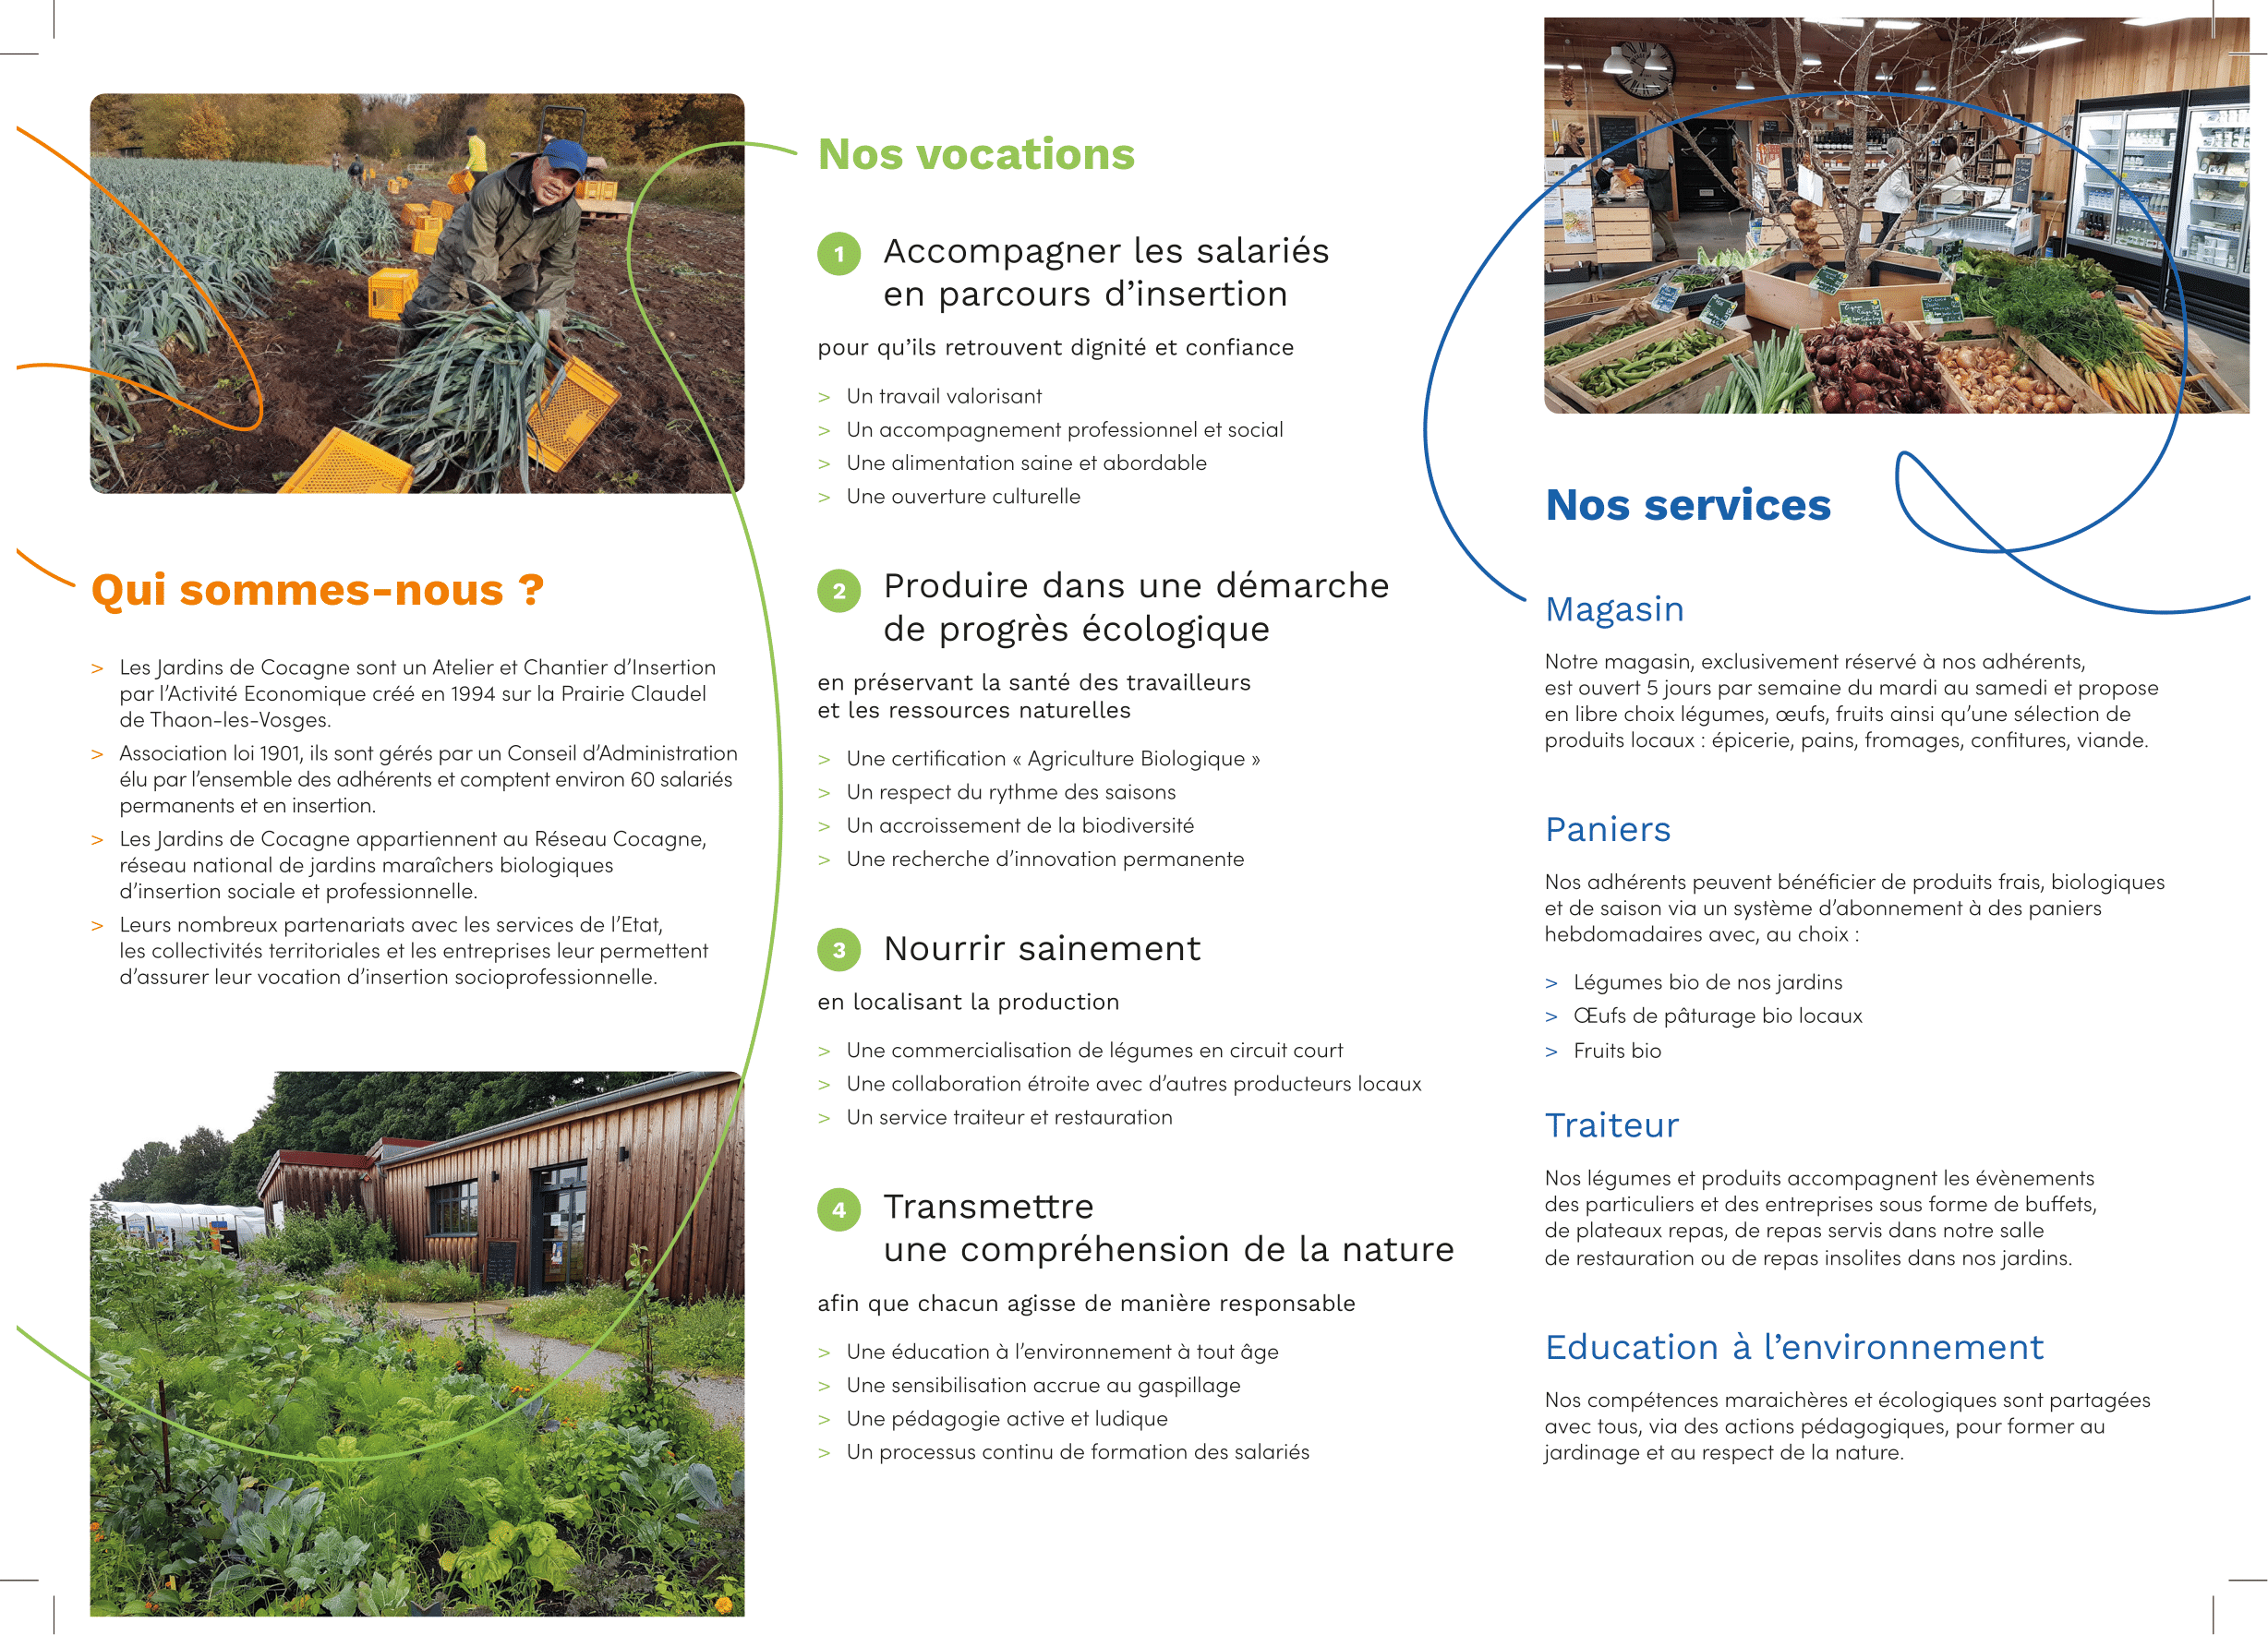 Qui sommes-nous ?
> Les Jardins de Cocagne sont un Atelier et Chantier d’Insertion
par l’Activité Economique créé en 1994 sur la Prairie Claudel
de Thaon-les-Vosges.
> Association loi 1901, ils sont gérés par un Conseil d’Administration
élu par l’ensemble des adhérents et comptent environ 60 salariés
permanents et en insertion.
> Les Jardins de Cocagne appartiennent au Réseau Cocagne,
réseau national de jardins maraîchers biologiques
d’insertion sociale et professionnelle.
> Leurs nombreux partenariats avec les services de l’Etat,
les collectivités territoriales et les entreprises leur permettent
d’assurer leur vocation d’insertion socioprofessionnelle.
Nos vocations
1 Accompagner les salariés
en parcours d’insertion
pour qu’ils retrouvent dignité et confiance
> Un travail valorisant
> Un accompagnement professionnel et social
> Une alimentation saine et abordable
> Une ouverture culturelle
2 Produire dans une démarche
de progrès écologique
en préservant la santé des travailleurs
et les ressources naturelles
> Une certification « Agriculture Biologique »
> Un respect du rythme des saisons
> Un accroissement de la biodiversité
> Une recherche d’innovation permanente
3 Nourrir sainement
en localisant la production
> Une commercialisation de légumes en circuit court
> Une collaboration étroite avec d’autres producteurs locaux
> Un service traiteur et restauration
4 Transmettre
une compréhension de la nature
afin que chacun agisse de manière responsable
> Une éducation à l’environnement à tout âge
> Une sensibilisation accrue au gaspillage
> Une pédagogie active et ludique
> Un processus continu de formation des salariés
Nos services
Magasin
Notre magasin, exclusivement réservé à nos adhérents,
est ouvert 5 jours par semaine du mardi au samedi et propose
en libre choix légumes, œufs, fruits ainsi qu’une sélection de
produits locaux : épicerie, pains, fromages, confitures, viande.
Paniers
Nos adhérents peuvent bénéficier de produits frais, biologiques
et de saison via un système d’abonnement à des paniers
hebdomadaires avec, au choix :
> Légumes bio de nos jardins
> Œufs de pâturage bio locaux
> Fruits bio
Traiteur
Nos légumes et produits accompagnent les évènements
des particuliers et des entreprises sous forme de buffets,
de plateaux repas, de repas servis dans notre salle
de restauration ou de repas insolites dans nos jardins.
Education à l’environnement
Nos compétences maraichères et écologiques sont partagées
avec tous, via des actions pédagogiques, pour former au
jardinage et au respect de la nature.